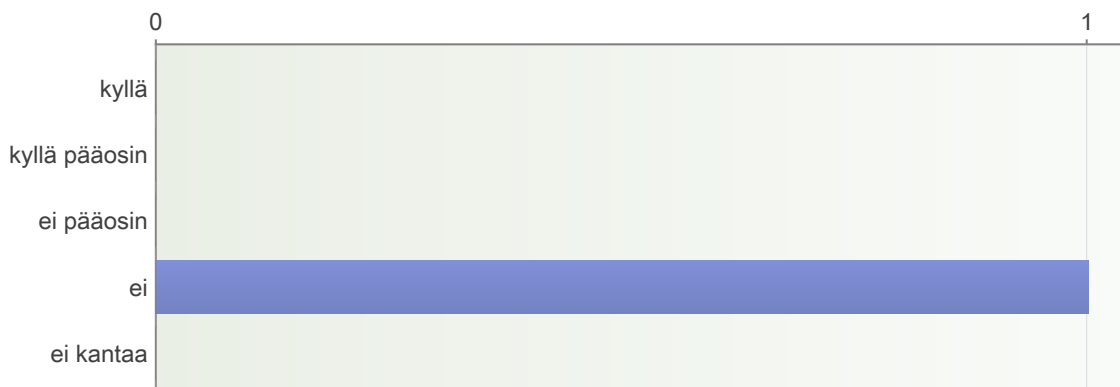 0 1
kyllä
kyllä pääosin
ei pääosin
ei
ei kantaa